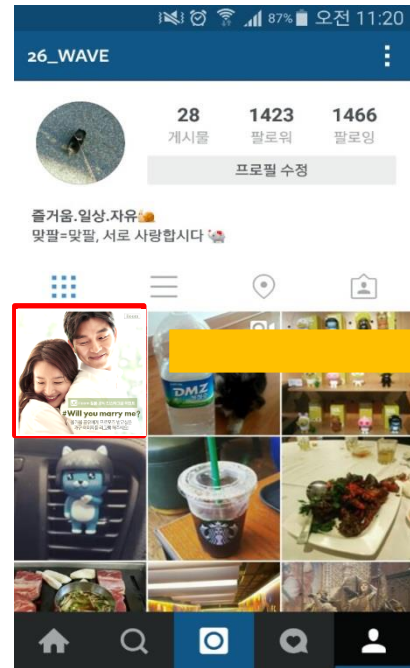 87% 오전 11:20
26_WAVE
28 1423 1466
게시물 팔로워 팔로잉
프로필 수정
즐거움.일상.자유
맞팔=맞팔, 서로 사랑합시다
DMZ
#Will you marry me?